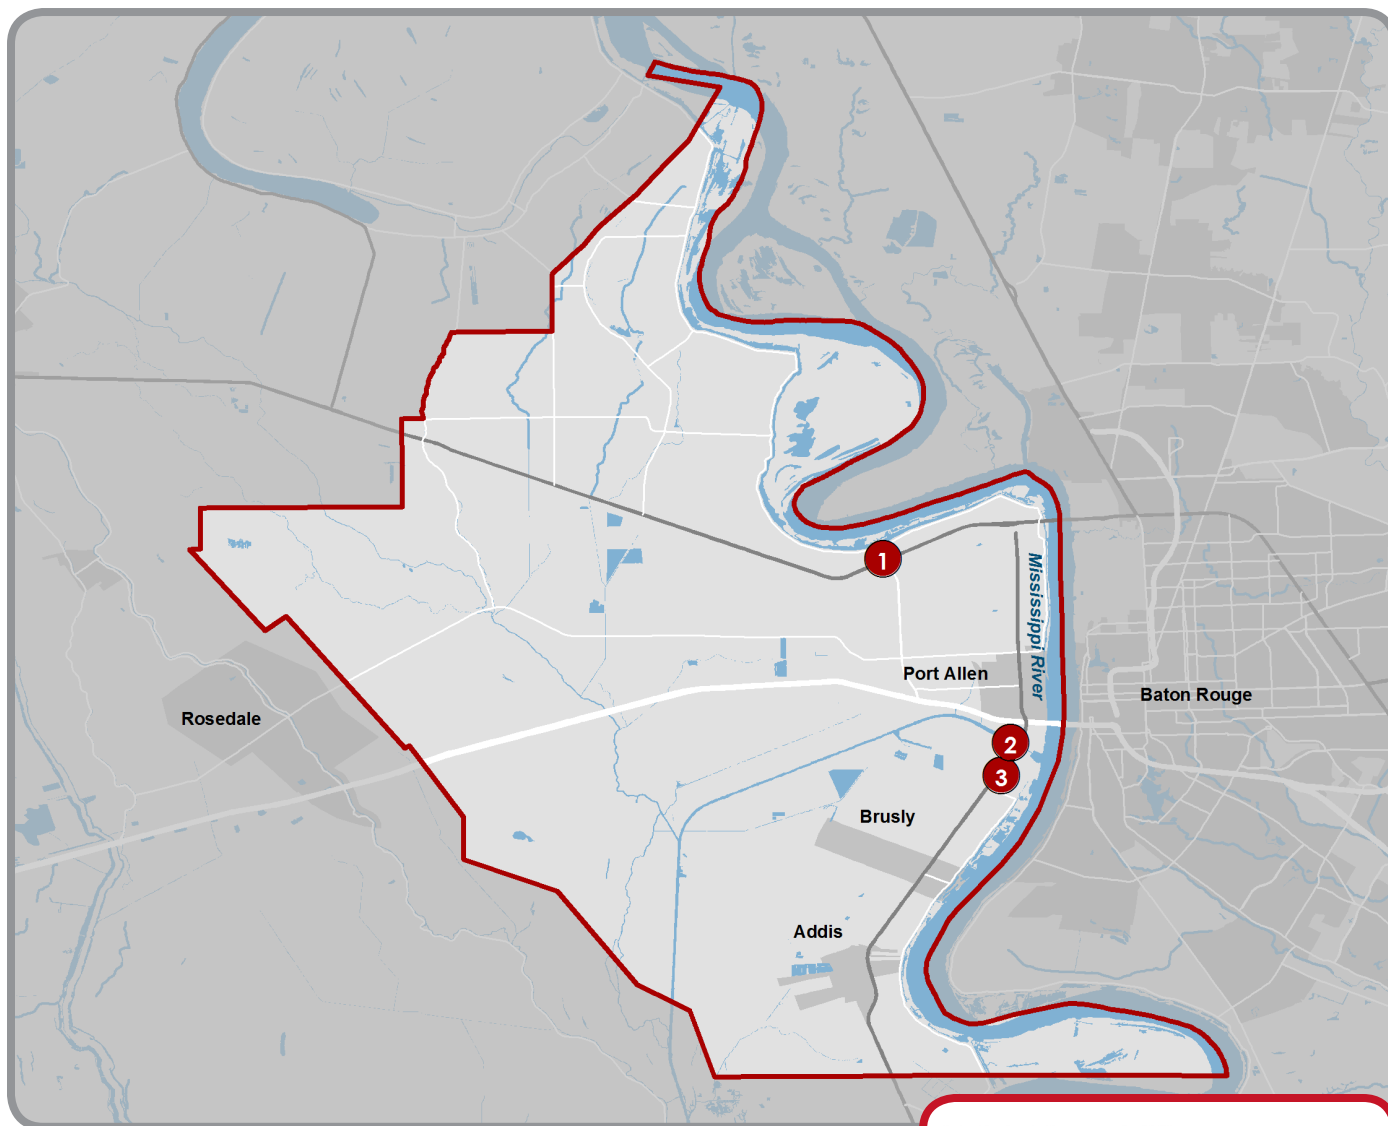 1
Mississippi River
Port Allen
Baton Rouge
Rosedale
2
3
Brusly
Addis